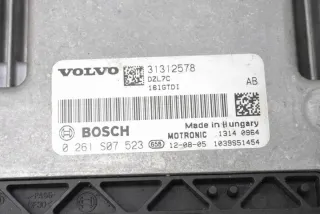 VOLVO 31312578
DZL7C
161GTDI AB
Made in Hungary
BOSCH MOTRONIC 1314 0964
0 261 S07 523 658 12-08-05 1039S51454